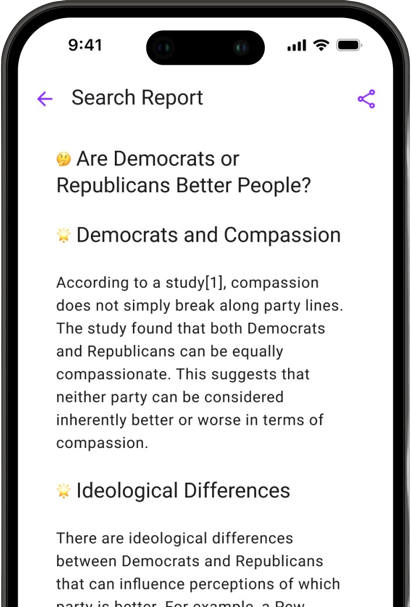 9:41
Search Report
🤔 Are Democrats or
Republicans Better People?
🌟 Democrats and Compassion
According to a study[1], compassion
does not simply break along party lines.
The study found that both Democrats
and Republicans can be equally
compassionate. This suggests that
neither party can be considered
inherently better or worse in terms of
compassion.
🌟 Ideological Differences
There are ideological differences
between Democrats and Republicans
that can influence perceptions of which
party is better. For example, a Pew